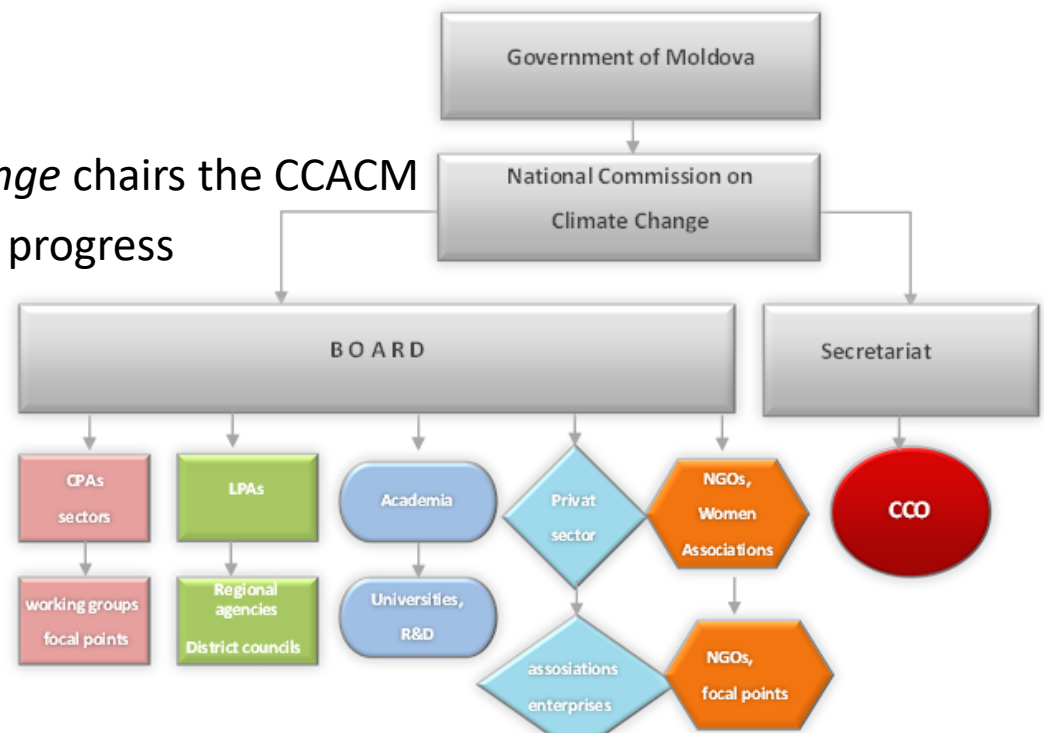 Government of Moldova
nge chairs the CCACM
progress
National Commission on
Climate Change
B O A R D
Secretariat
CPAs
sectors
LPAs
Academia
Privat
sector
NGOs,
Women
Associations
CCO
working groups
focal points
Regional
agencies
District councils
Universities,
R&D
assosiations
enterprises
NGOs,
focal points